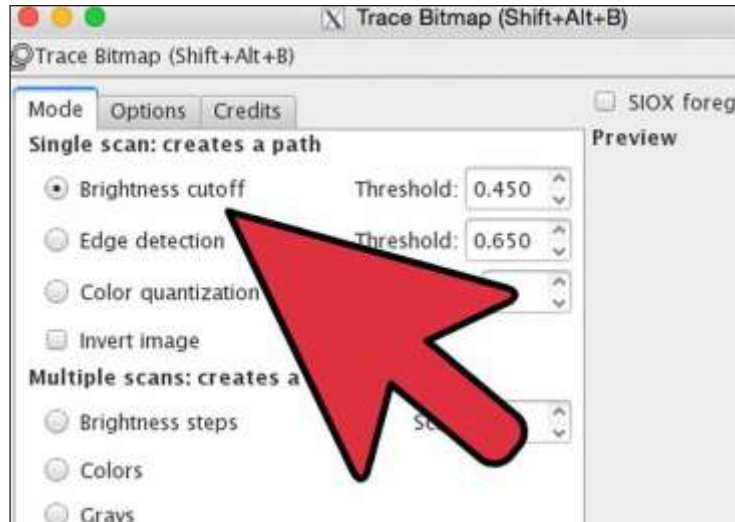 Trace Bitmap (Shift+Alt+B)
Trace Bitmap (Shift+Alt+B)
Mode Options Credits
SIOX foreg
Single scan: creates a path
Preview
Brightness cutoff Threshold: 0.450
Edge detection Threshold: 0.650
Color quantization
Invert image
Multiple scans: creates a
Brightness steps
Colors
Grays